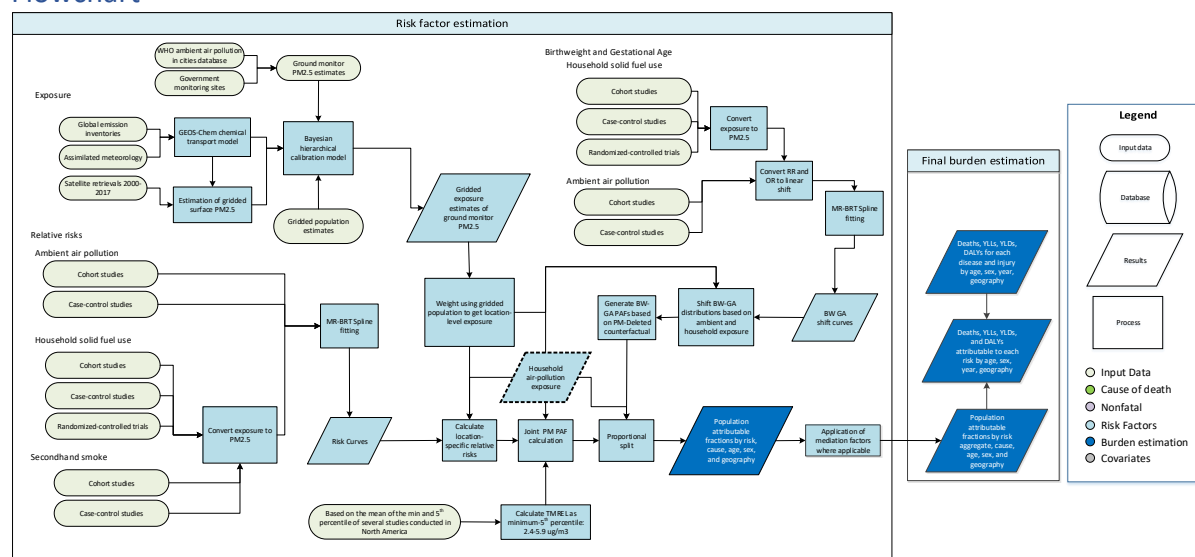 Flowchart
Risk factor estimation
WHO ambient air pollution
in cities database
Government
monitoring sites
Ground monitor
PM2.5 estimates
Exposure
Global emission
inventories
Assimilated meteorology
Satellite retrievals 2000-
2017
GEOS-Chem chemical
transport model
Estimation of gridded
surface PM2.5
Bayesian
hierarchical
calibration model
Gridded population
estimates
Gridded
exposure
estimates of
ground monitor
PM2.5
Relative risks
Ambient air pollution
Cohort studies
Case-control studies
Household solid fuel use
Cohort studies
Case-control studies
Randomized-controlled trials
Secondhand smoke
Cohort studies
Case-control studies
Convert exposure to
PM2.5
MR-BRT Spline
fitting
Risk Curves
Weight using gridded
population to get location-
level exposure
Birthweight and Gestational Age
Household solid fuel use
Cohort studies
Case-control studies
Randomized-controlled trials
Convert
exposure to
PM2.5
Ambient air pollution
Cohort studies
Case-control studies
Convert RR and
OR to linear
shift
MR-BRT Spline
fitting
BW GA
shift curves
Shift BW-GA
distributions based on
ambient and
household exposure
Generate BW-
GA PAFs based
on PM-Deleted
counterfactual
Household
air-pollution
exposure
Calculate
location-
specific relative
risks
Joint PM PAF
calculation
Proportional
split
Based on the mean of the min and 5th
percentile of several studies conducted in
North America
Calculate TMREL as
minimum-5th percentile:
2.4-5.9 ug/m3
Population
attributable
fractions by risk,
cause, age, sex,
and geography
Application of
mediation factors
where applicable
Final burden estimation
Deaths, YLLs, YLDs,
DALYs for each
disease and injury
by age, sex, year,
geography
Deaths, YLLs, YLDs,
and DALYs
attributable to each
risk by age, sex,
year, geography
Population
attributable
fractions by risk
aggregate, cause,
age, sex, and
geography
Legend
Input data
Database
Results
Process
Input Data
Cause of death
Nonfatal
Risk Factors
Burden estimation
Covariates